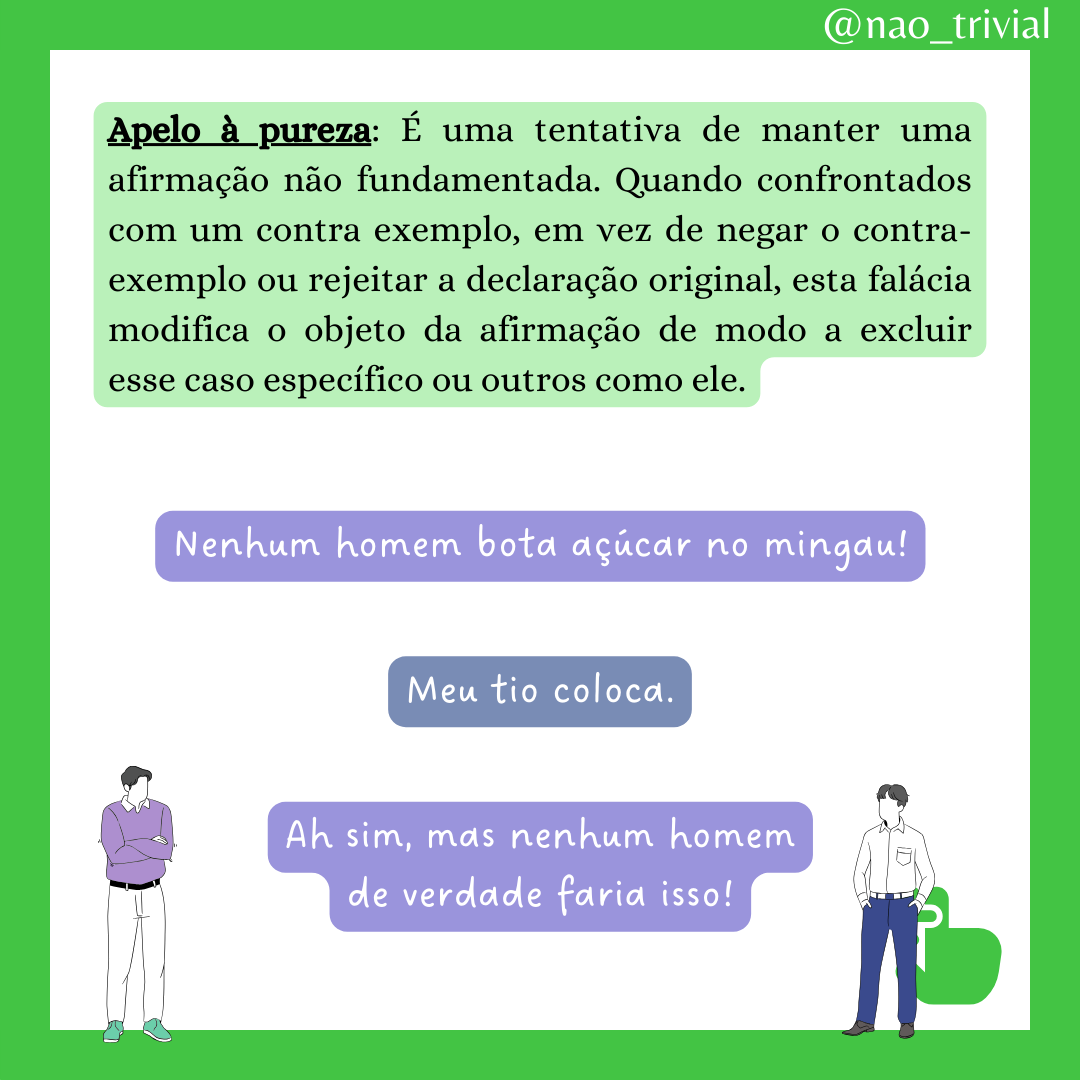 @nao_trivial
Apelo à pureza: É uma tentativa de manter uma
afirmação não fundamentada. Quando confrontados
com um contra exemplo, em vez de negar o contra-
exemplo ou rejeitar a declaração original, esta falácia
modifica o objeto da afirmação de modo a excluir
esse caso específico ou outros como ele.
Nenhum homem bota açúcar no mingau!
Meu tio coloca.
Ah sim, mas nenhum homem
de verdade faria isso!